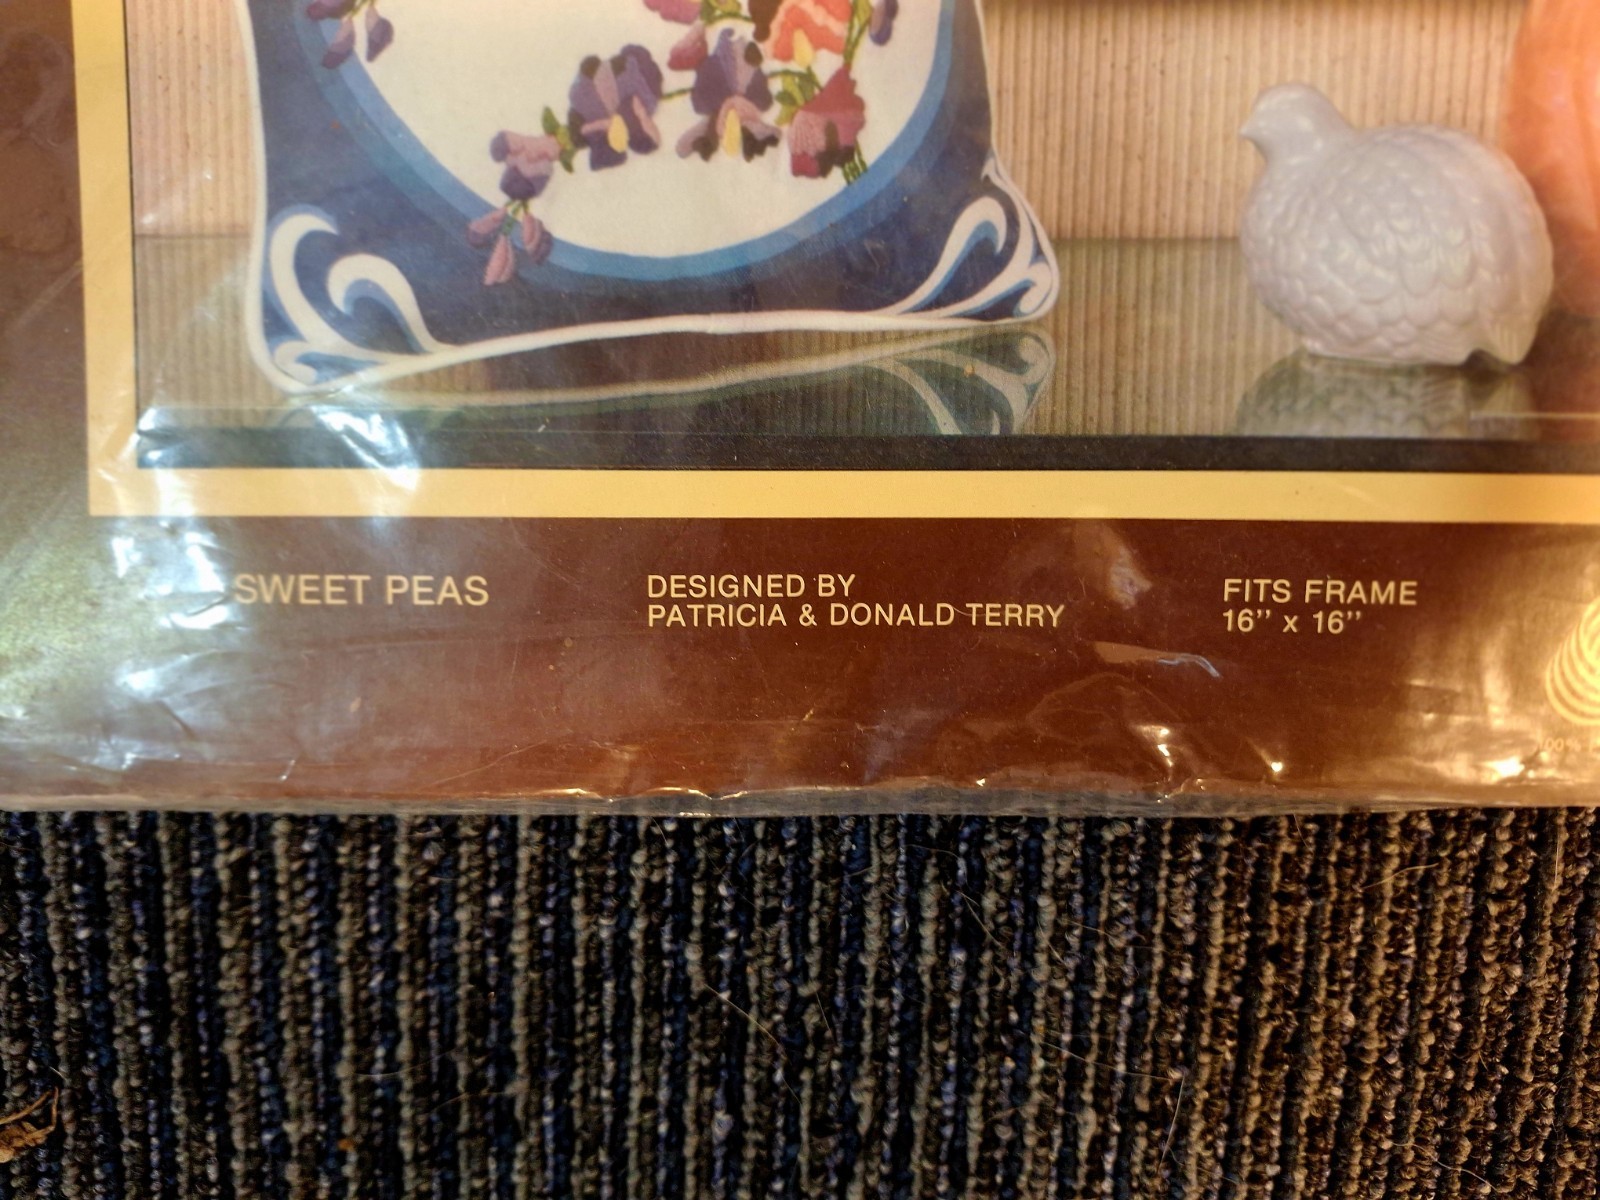 SWEET PEAS
DESIGNED BY
PATRICIA & DONALD TERRY
FITS FRAME
16" x 16"